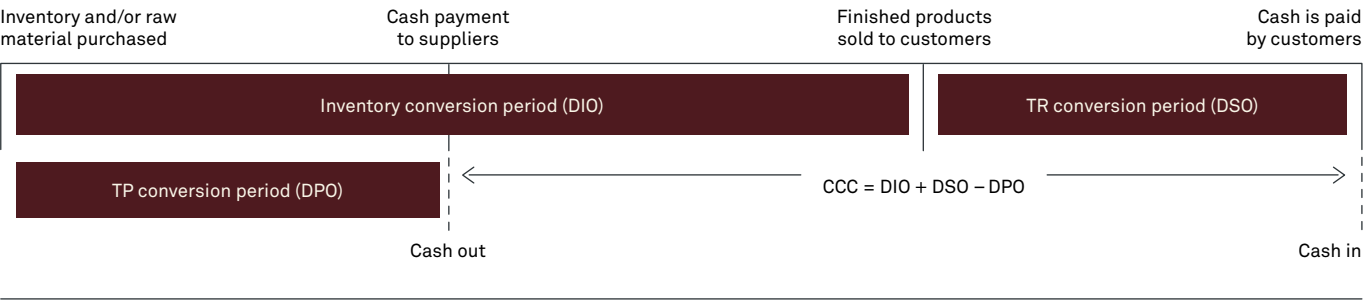 Inventory and/or raw
material purchased
Cash payment
to suppliers
Finished products
sold to customers
Cash is paid
by customers
Inventory conversion period (DIO)
TR conversion period (DSO)
TP conversion period (DPO)
CCC = DIO + DSO – DPO
Cash out
Cash in